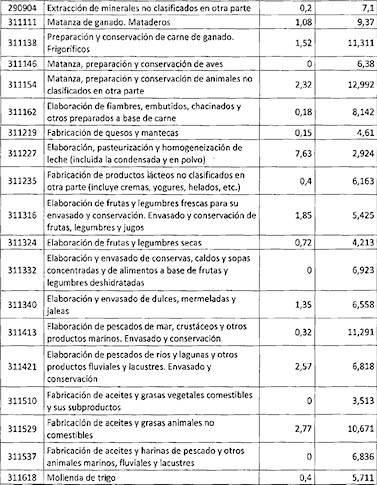 290904 Extracción de minerales no clasificados en otra parte 0,2 7,1
311111 Matanza de ganado. Mataderos 1,08 9,37
311138 Preparación y conservación de carne de ganado.
Frigoríficos 1,52 11,311
311146 Matanza, preparación y conservación de aves 0 6,38
311154 Matanza, preparación y conservación de animales no
clasificados en otra parte 2,32 12,992
311162 Elaboración de fiambres, embutidos, chacinados y
otros preparados a base de carne 0,18 8,142
311219 Fabricación de quesos y mantecas 0,15 4,61
311227 Elaboración, pasteurización y homogeneización de
leche (incluida la condensada y en polvo) 7,63 2,924
311235 Fabricación de productos lácteos no clasificados en
otra parte (incluye cremas, yogures, helados, etc.) 0,4 6,163
311316 Elaboración de frutas y legumbres frescas para su
envasado y conservación. Envasado y conservación de
frutas, legumbres y jugos 1,85 5,425
311324 Elaboración de frutas y legumbres secas 0,72 4,213
311332 Elaboración y envasado de conservas, caldos y sopas
concentradas y de alimentos a base de frutas y
legumbres deshidratadas 0 6,923
311340 Elaboración y envasado de dulces, mermeladas y
jaleas 1,35 6,558
311413 Elaboración de pescados de mar, crustáceos y otros
productos marinos. Envasado y conservación 0,32 11,291
311421 Elaboración de pescados de ríos y lagunas y otros
productos fluviales y lacustres. Envasado y
conservación 2,57 6,818
311510 Fabricación de aceites y grasas vegetales comestibles
y sus subproductos 0 3,513
311529 Fabricación de aceites y grasas animales no
comestibles 2,77 10,671
311537 Fabricación de aceites y harinas de pescado y otros
animales marinos, fluviales y lacustres 0 6,836
311618 Molienda de trigo 0,4 5,711